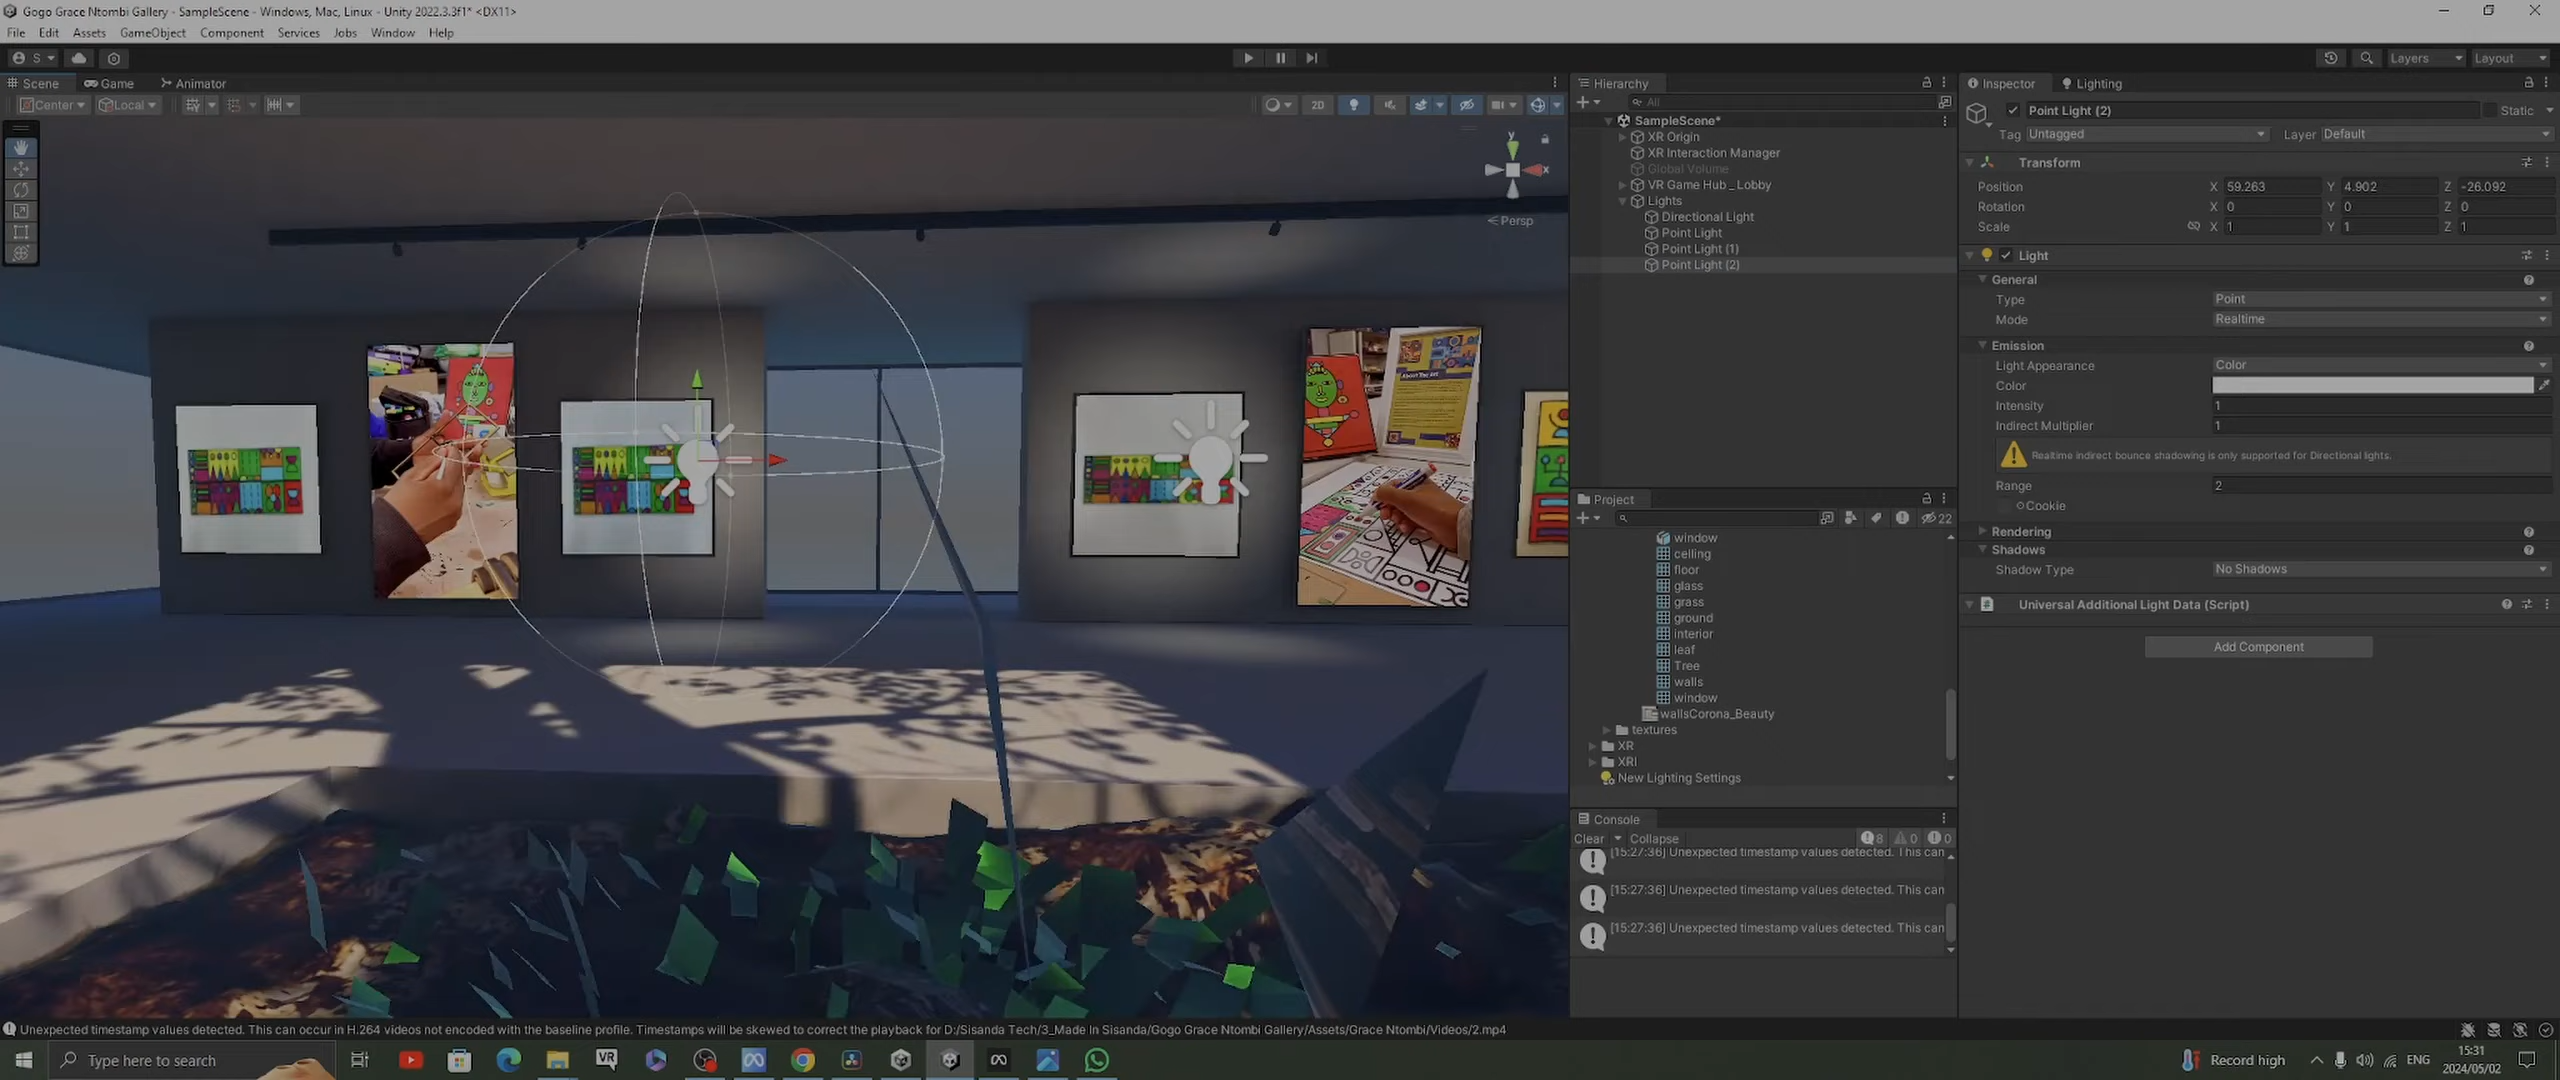 Gogo Grace Ntombi Gallery - SampleScene - Windows, Mac, Linux - Unity 2022.3.3f1* <DX11>
File Edit Assets GameObject Component Services Jobs Window Help
S
Layers
Layout
Scene
Game
Animator
Center
Local
2D
y
x
Persp
Hierarchy
All
SampleScene*
XR Origin
XR Interaction Manager
Global Volume
VR Game Hub _ Lobby
Lights
Directional Light
Point Light
Point Light (1)
Point Light (2)
Project
22
window
ceiling
floor
glass
grass
ground
interior
leaf
Tree
walls
window
wallsCorona_Beauty
textures
XR
XRI
New Lighting Settings
Console
Clear
Collapse
8
0
0
[15:27:36] Unexpected timestamp values detected. This can
[15:27:36] Unexpected timestamp values detected. This can
[15:27:36] Unexpected timestamp values detected. This can
Inspector
Lighting
Point Light (2)
Static
Tag Untagged
Layer Default
Transform
Position X 59.263 Y 4.902 Z -26.092
Rotation X 0 Y 0 Z 0
Scale X 1 Y 1 Z 1
Light
General
Type Point
Mode Realtime
Emission
Light Appearance Color
Color
Intensity 1
Indirect Multiplier 1
Realtime indirect bounce shadowing is only supported for Directional lights.
Range 2
Cookie
Rendering
Shadows
Shadow Type No Shadows
Universal Additional Light Data (Script)
Add Component
About The Art
Unexpected timestamp values detected. This can occur in H.264 videos not encoded with the baseline profile. Timestamps will be skewed to correct the playback for D:/Sisanda Tech/3_Made In Sisanda/Gogo Grace Ntombi Gallery/Assets/Grace Ntombi/Videos/2.mp4
Type here to search
VR
Record high
ENG
15:31
2024/05/02